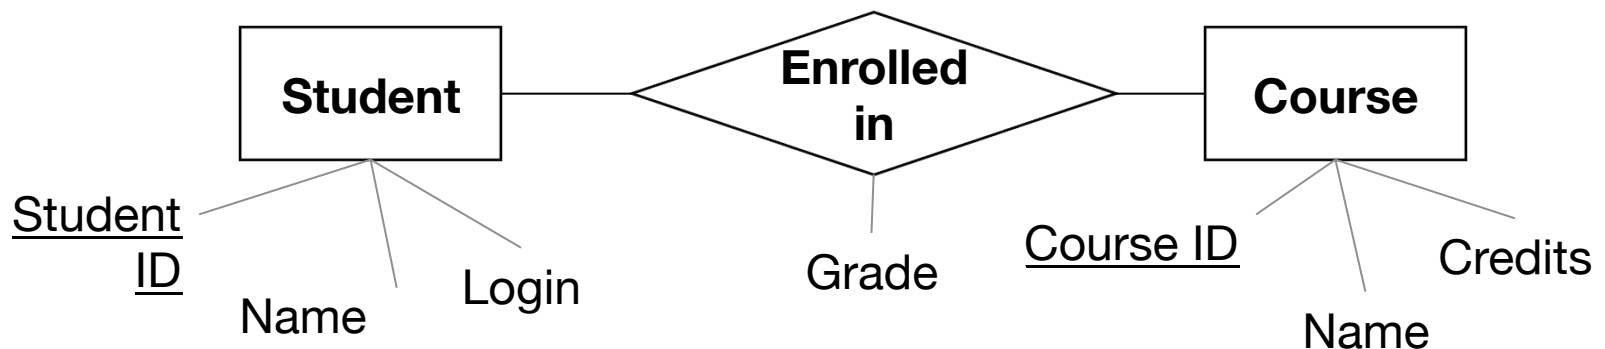 Student
Enrolled
in
Course
Student
ID
Name
Login
Grade
Course ID
Name
Credits